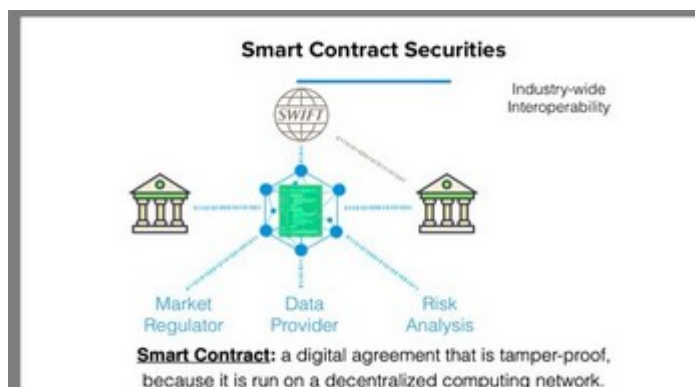 Smart Contract Securities
Industry-wide
Interoperability
SWIFT
Market
Regulator
Data
Provider
Risk
Analysis
Smart Contract: a digital agreement that is tamper-proof,
because it is run on a decentralized computing network.